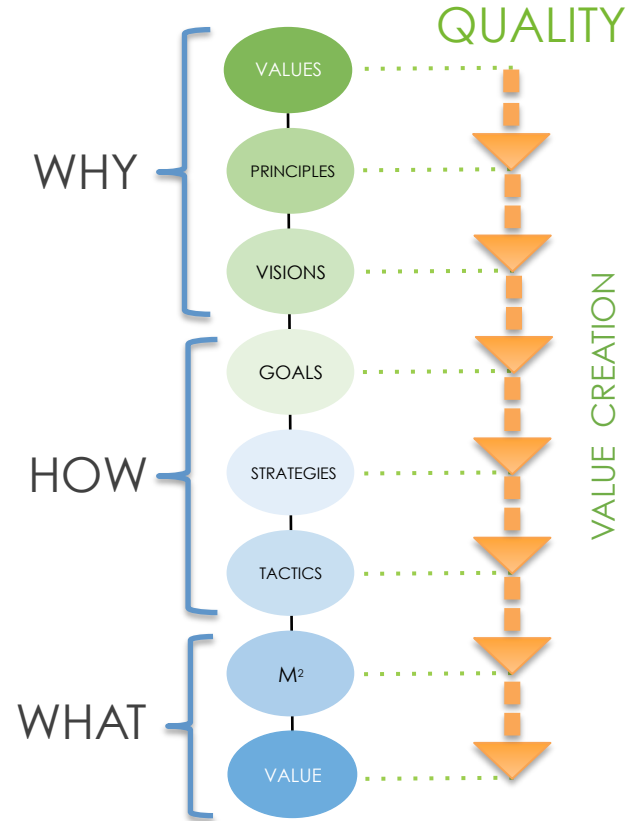 QUALITY
VALUES
WHY
PRINCIPLES
VISIONS
VALUE CREATION
GOALS
HOW
STRATEGIES
TACTICS
M²
WHAT
VALUE